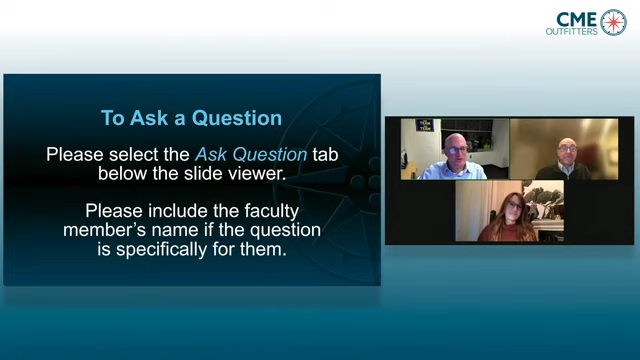 CME
OUTFITTERS
To Ask a Question
Please select the Ask Question tab
below the slide viewer.
Please include the faculty
member's name if the question
is specifically for them.